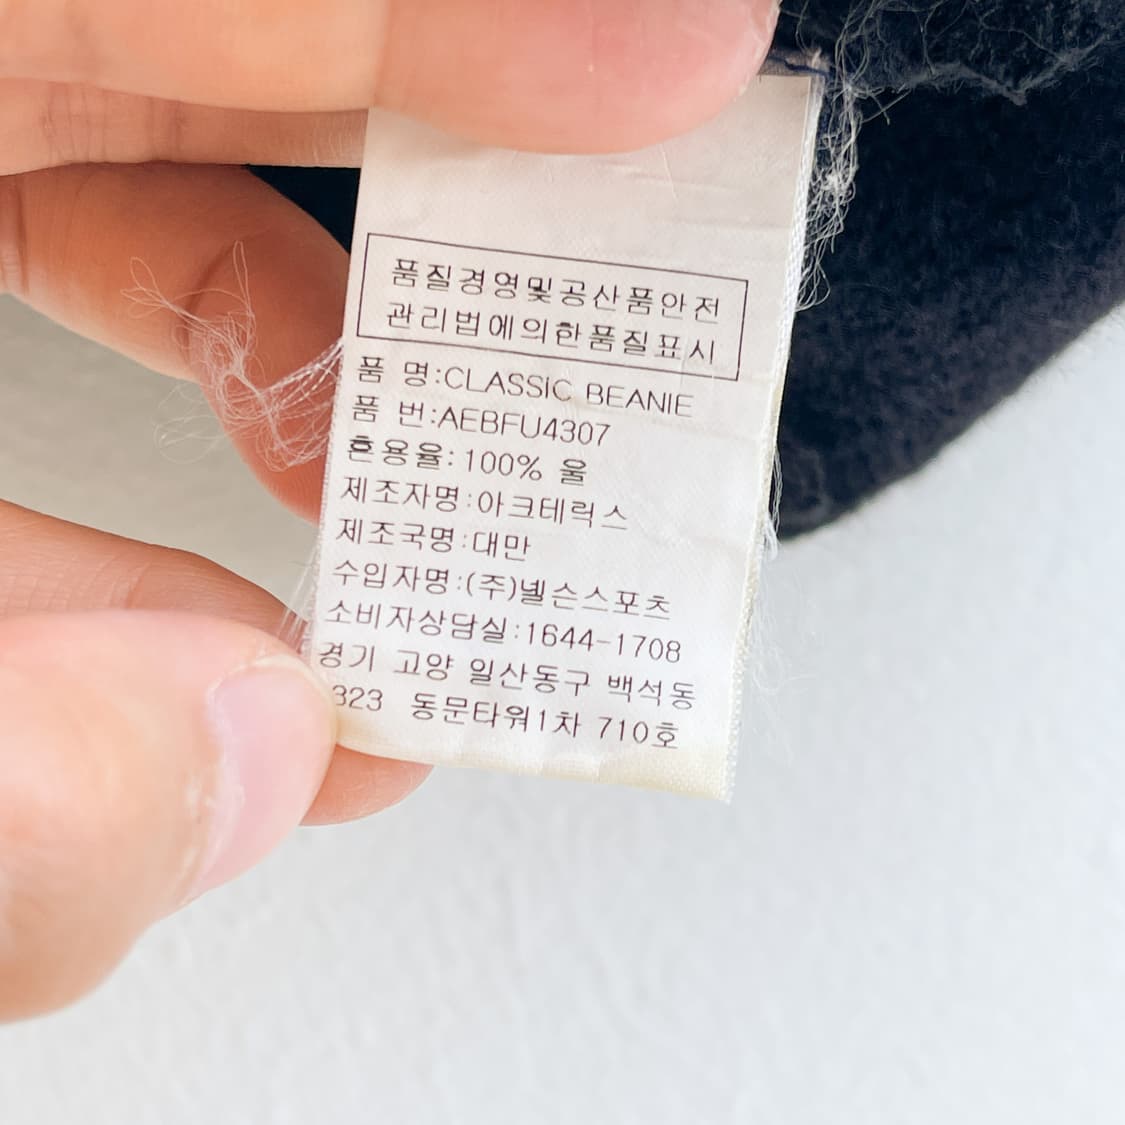 품질경영및공산품안전
관리법에의한품질표시
품 명:CLASSIC BEANIE
품 번:AEBFU4307
혼용율:100% 울
제조자명:아크테릭스
제조국명:대만
수입자명:(주)넬슨스포츠
소비자상담실:1644-1708
경기 고양 일산동구 백석동
323 동문타워1차 710호